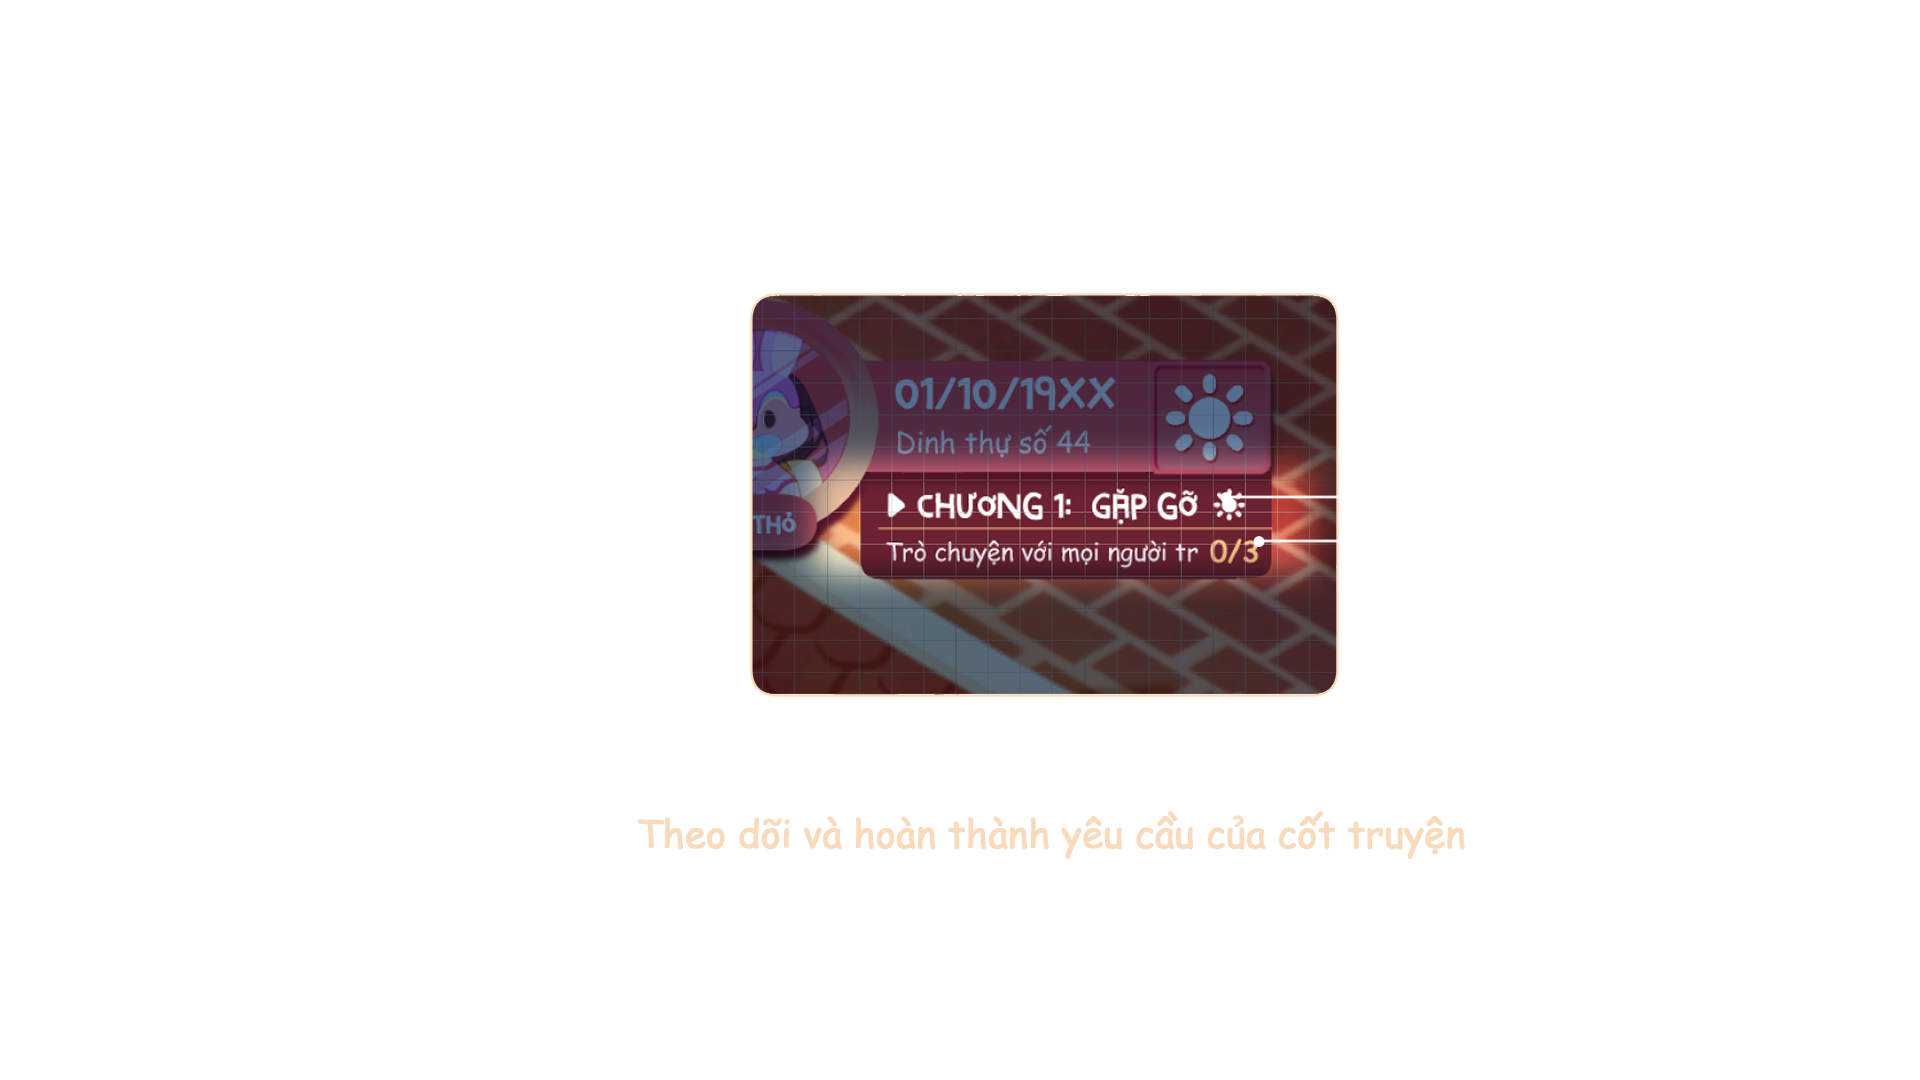 01/10/19XX
Dinh thự số 44
THỎ
CHƯƠNG 1: GẶP GỠ
Trò chuyện với mọi người tr 0/3
Theo dõi và hoàn thành yêu cầu của cốt truyện